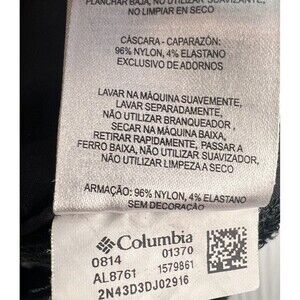 PLANCHAR BAJA, NO UTILIZAR SUAVIZANTE,
NO LIMPIAR EN SECO
CÁSCARA - CAPARAZÓN:
96% NYLON, 4% ELASTANO
EXCLUSIVO DE ADORNOS
LAVAR NA MÁQUINA SUAVEMENTE,
LAVAR SEPARADAMENTE,
NÃO UTILIZAR BRANQUEADOR,
SECAR NA MÁQUINA BAIXA,
RETIRAR RAPIDAMENTE, PASSAR A
FERRO BAIXA, NÃO UTILIZAR SUAVIZADOR,
NÃO LIMPEZA A SECO
ARMAÇÃO: 96% NYLON, 4% ELASTANO
SEM DECORAÇÃO
Columbia
0814 01370
AL8761 1579861
2N43D3DJ02916